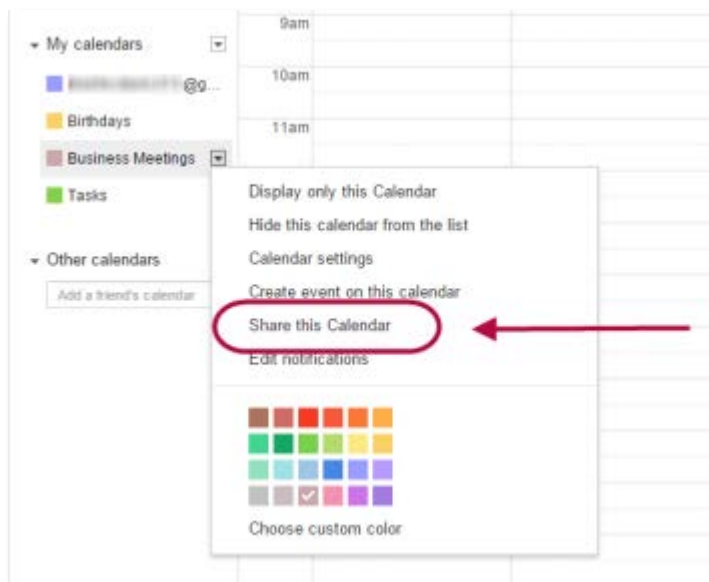 9am
My calendars
10am
@g...
Birthdays
11am
Business Meetings
Tasks
Display only this Calendar
Hide this calendar from the list
Calendar settings
Create event on this calendar
Share this Calendar
Edit notifications
Other calendars
Add a friend's calendar
Choose custom color